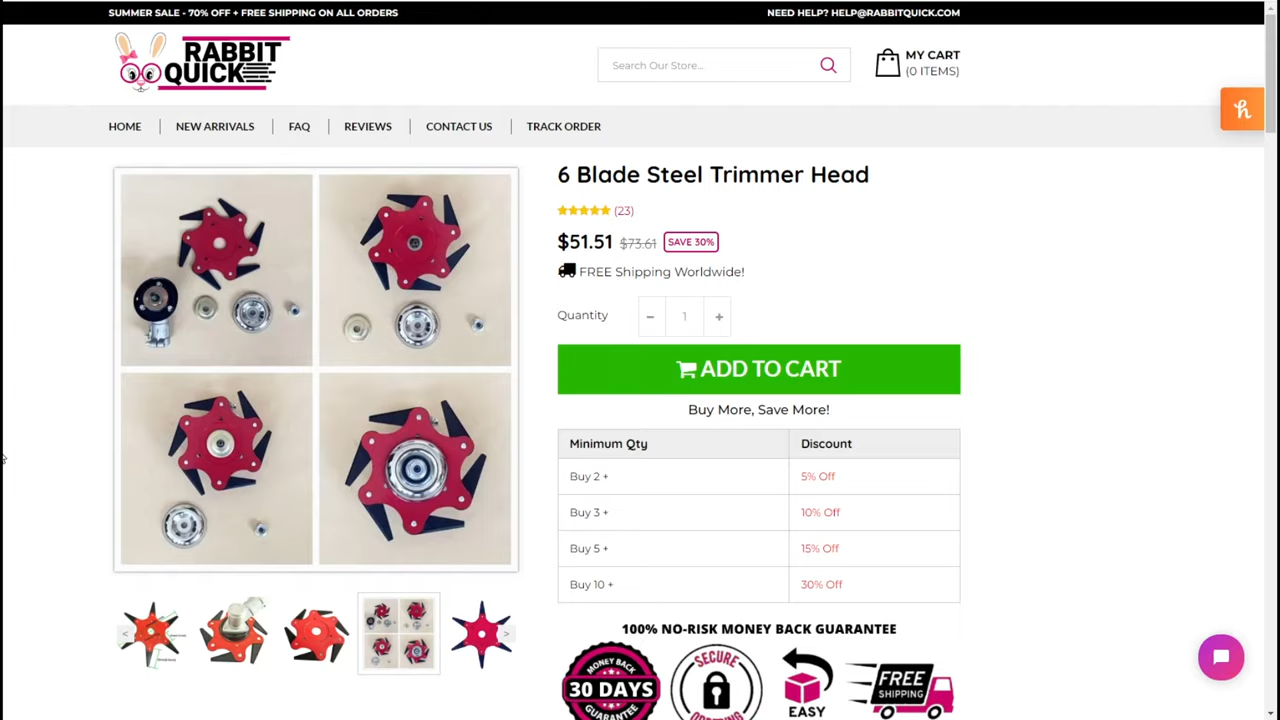 SUMMER SALE - 70% OFF + FREE SHIPPING ON ALL ORDERS
NEED HELP? HELP@RABBITQUICK.COM
RABBIT
QUICK
Search Our Store...
MY CART
(0 ITEMS)
HOME
NEW ARRIVALS
FAQ
REVIEWS
CONTACT US
TRACK ORDER
6 Blade Steel Trimmer Head
(23)
$51.51 $73.61 SAVE 30%
FREE Shipping Worldwide!
Quantity
- 1 +
ADD TO CART
Buy More, Save More!
Minimum Qty Discount
Buy 2 + 5% Off
Buy 3 + 10% Off
Buy 5 + 15% Off
Buy 10 + 30% Off
100% NO-RISK MONEY BACK GUARANTEE
MONEY BACK
30 DAYS
GUARANTEE
SECURE
EASY
FREE
SHIPPING